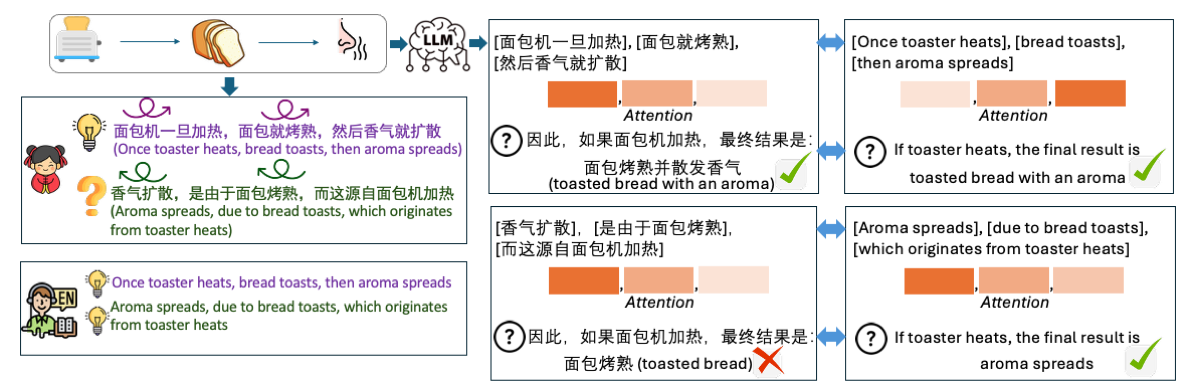 LLM
面包机一旦加热，面包就烤熟，然后香气就扩散
(Once toaster heats, bread toasts, then aroma spreads)
香气扩散，是由于面包烤熟，而这源自面包机加热
(Aroma spreads, due to bread toasts, which originates
from toaster heats)
EN
Once toaster heats, bread toasts, then aroma spreads
Aroma spreads, due to bread toasts, which originates
from toaster heats
[面包机一旦加热], [面包就烤熟],
[然后香气就扩散]
, ,
Attention
? 因此，如果面包机加热，最终结果是：
面包烤熟并散发香气
(toasted bread with an aroma)
[Once toaster heats], [bread toasts],
[then aroma spreads]
, ,
Attention
? If toaster heats, the final result is
toasted bread with an aroma
[香气扩散]，[是由于面包烤熟]，
[而这源自面包机加热]
, ,
Attention
? 因此，如果面包机加热，最终结果是：
面包烤熟 (toasted bread)
[Aroma spreads], [due to bread toasts],
[which originates from toaster heats]
, ,
Attention
? If toaster heats, the final result is
aroma spreads